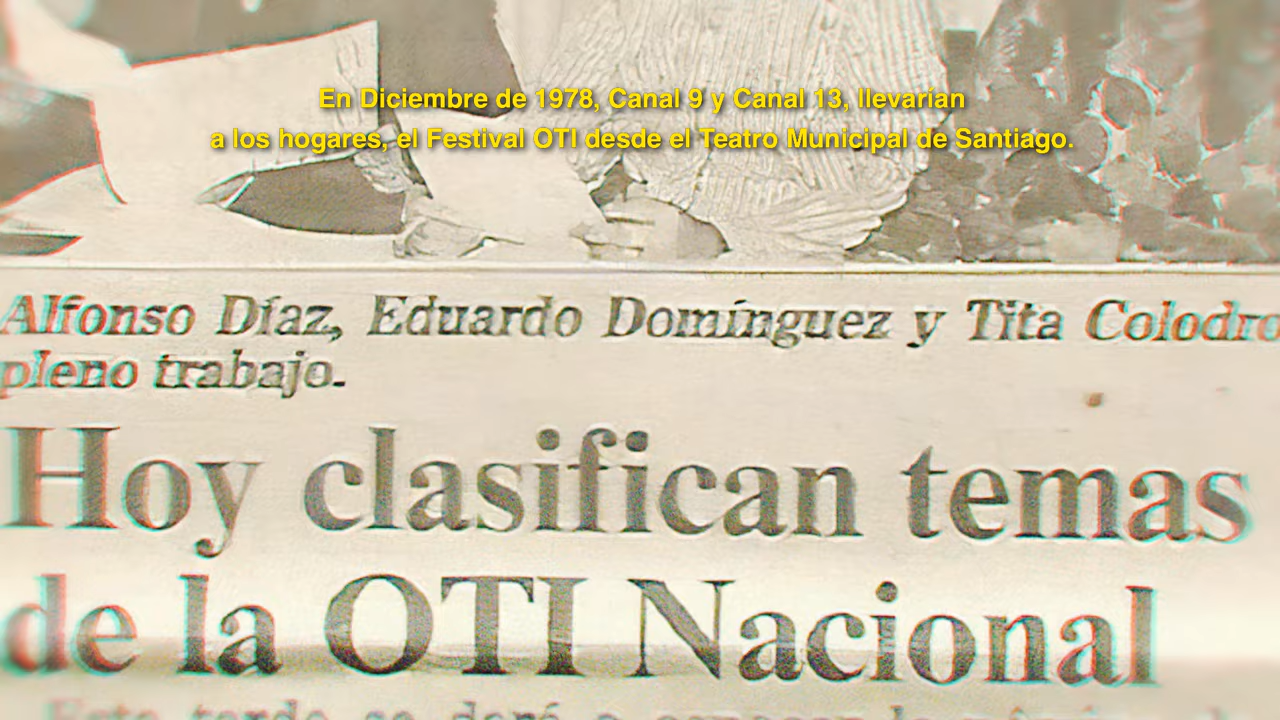 En Diciembre de 1978, Canal 9 y Canal 13, llevarían
a los hogares, el Festival OTI desde el Teatro Municipal de Santiago.
Alfonso Díaz, Eduardo Domínguez y Tita Colodro
pleno trabajo.
Hoy clasifican temas
de la OTI Nacional